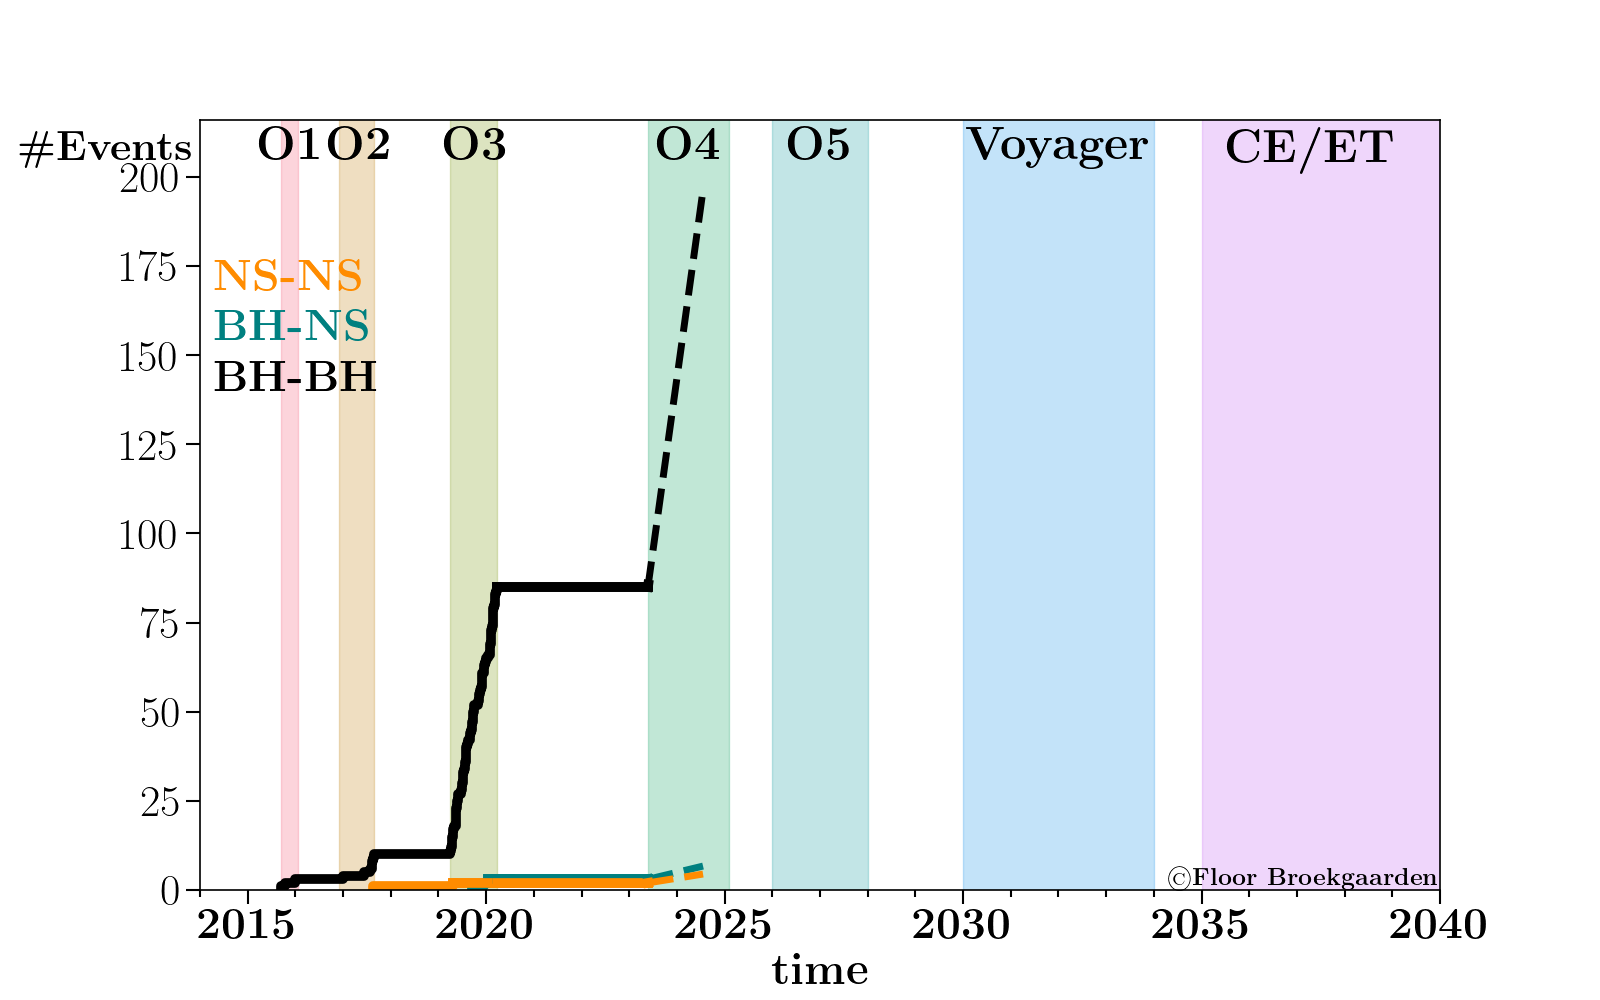 #Events O1 O2 O3 O4 O5 Voyager CE/ET
200
175
NS-NS
BH-NS
150
BH-BH
125
100
75
50
25
0
©Floor Broekgaarden
2015 2020 2025 2030 2035 2040
time